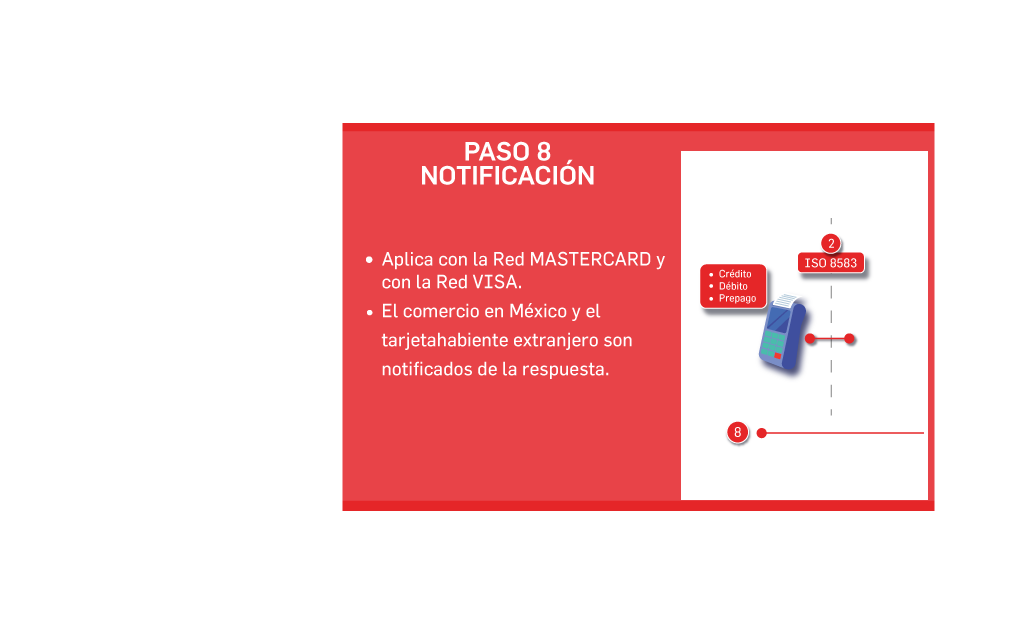 PASO 8
NOTIFICACIÓN
• Aplica con la Red MASTERCARD y
con la Red VISA.
• El comercio en México y el
tarjetahabiente extranjero son
notificados de la respuesta.
2
ISO 8583
• Crédito
• Débito
• Prepago
8